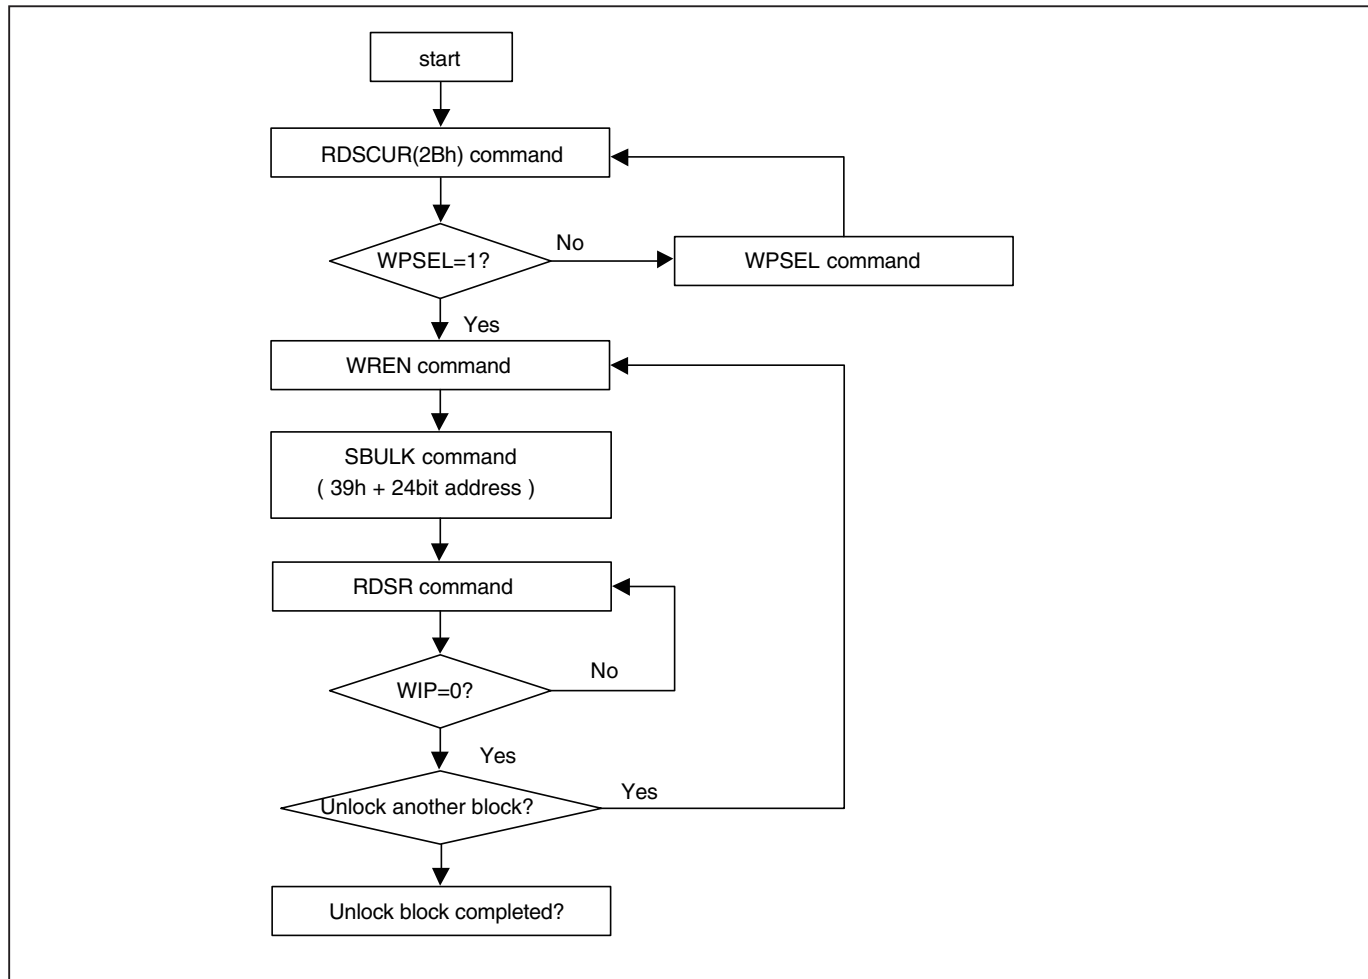 start
RDSCUR(2Bh) command
WPSEL=1?
No
WPSEL command
Yes
WREN command
SBULK command
( 39h + 24bit address )
RDSR command
WIP=0?
No
Yes
Unlock another block?
Yes
Unlock block completed?